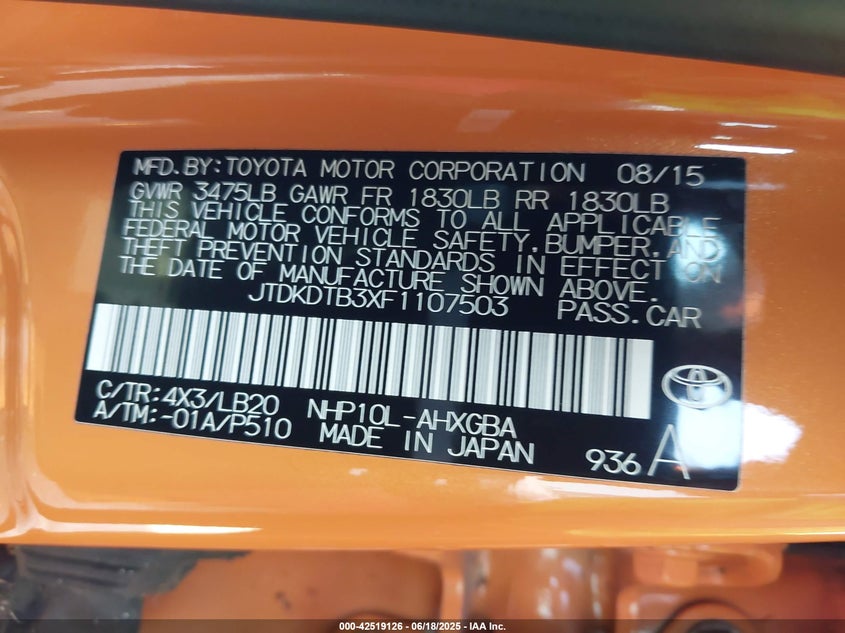 MFD.BY:TOYOTA MOTOR CORPORATION 08/15
GVWR 3475LB GAWR FR 1830LB RR 1830LB
THIS VEHICLE CONFORMS TO ALL APPLICABLE
FEDERAL MOTOR VEHICLE SAFETY,BUMPER,AND
THEFT PREVENTION STANDARDS IN EFFECT ON
THE DATE OF MANUFACTURE SHOWN ABOVE.
JTDKDTB3XF1107503 PASS.CAR
C/TR:4X3/LB20 NHP10L-AHXGBA
A/TM:-01A/P510 MADE IN JAPAN
936 A
000-42519126 - 06/18/2025 - IAA Inc.